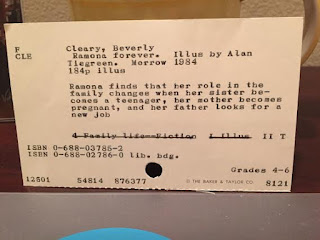 F Cleary, Beverly
CLE Ramona forever. Illus by Alan
Tiegreen. Morrow 1984
184p illus
Ramona finds that her role in the
family changes when her sister be-
comes a teenager, her mother becomes
pregnant, and her father looks for a
new job
4 Family life--Fiction I Illus II T
ISBN 0-688-03785-2
ISBN 0-688-02786-0 lib. bdg.
Grades 4-6
12501 54814 876377 © THE BAKER & TAYLOR CO. 8121